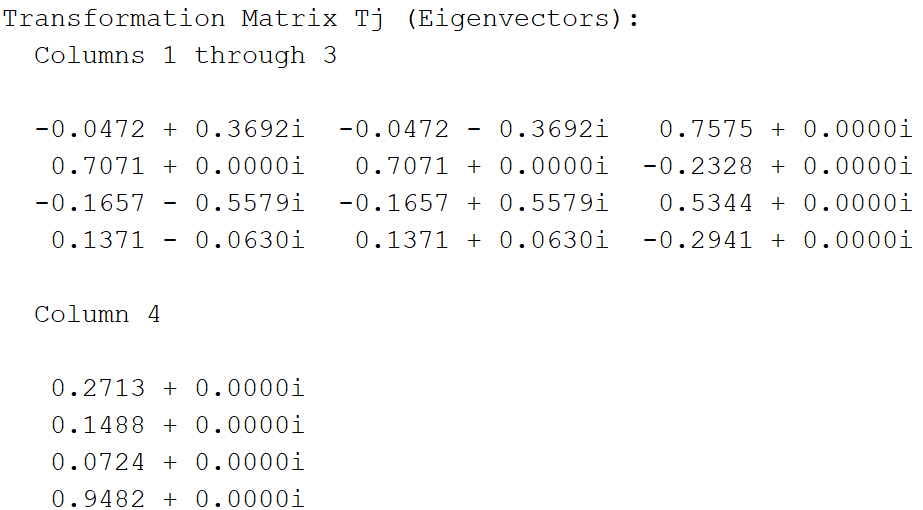 Transformation Matrix Tj (Eigenvectors):
  Columns 1 through 3

  -0.0472 + 0.3692i  -0.0472 - 0.3692i   0.7575 + 0.0000i
   0.7071 + 0.0000i   0.7071 + 0.0000i  -0.2328 + 0.0000i
  -0.1657 - 0.5579i  -0.1657 + 0.5579i   0.5344 + 0.0000i
   0.1371 - 0.0630i   0.1371 + 0.0630i  -0.2941 + 0.0000i

  Column 4

   0.2713 + 0.0000i
   0.1488 + 0.0000i
   0.0724 + 0.0000i
   0.9482 + 0.0000i